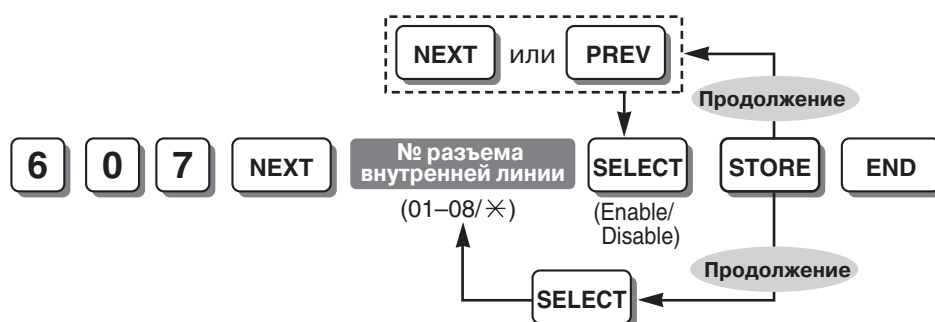 NEXT или PREV
Продолжение
6 0 7 NEXT № разъема внутренней линии SELECT STORE END
(01–08/✳)
(Enable/
Disable)
Продолжение
SELECT